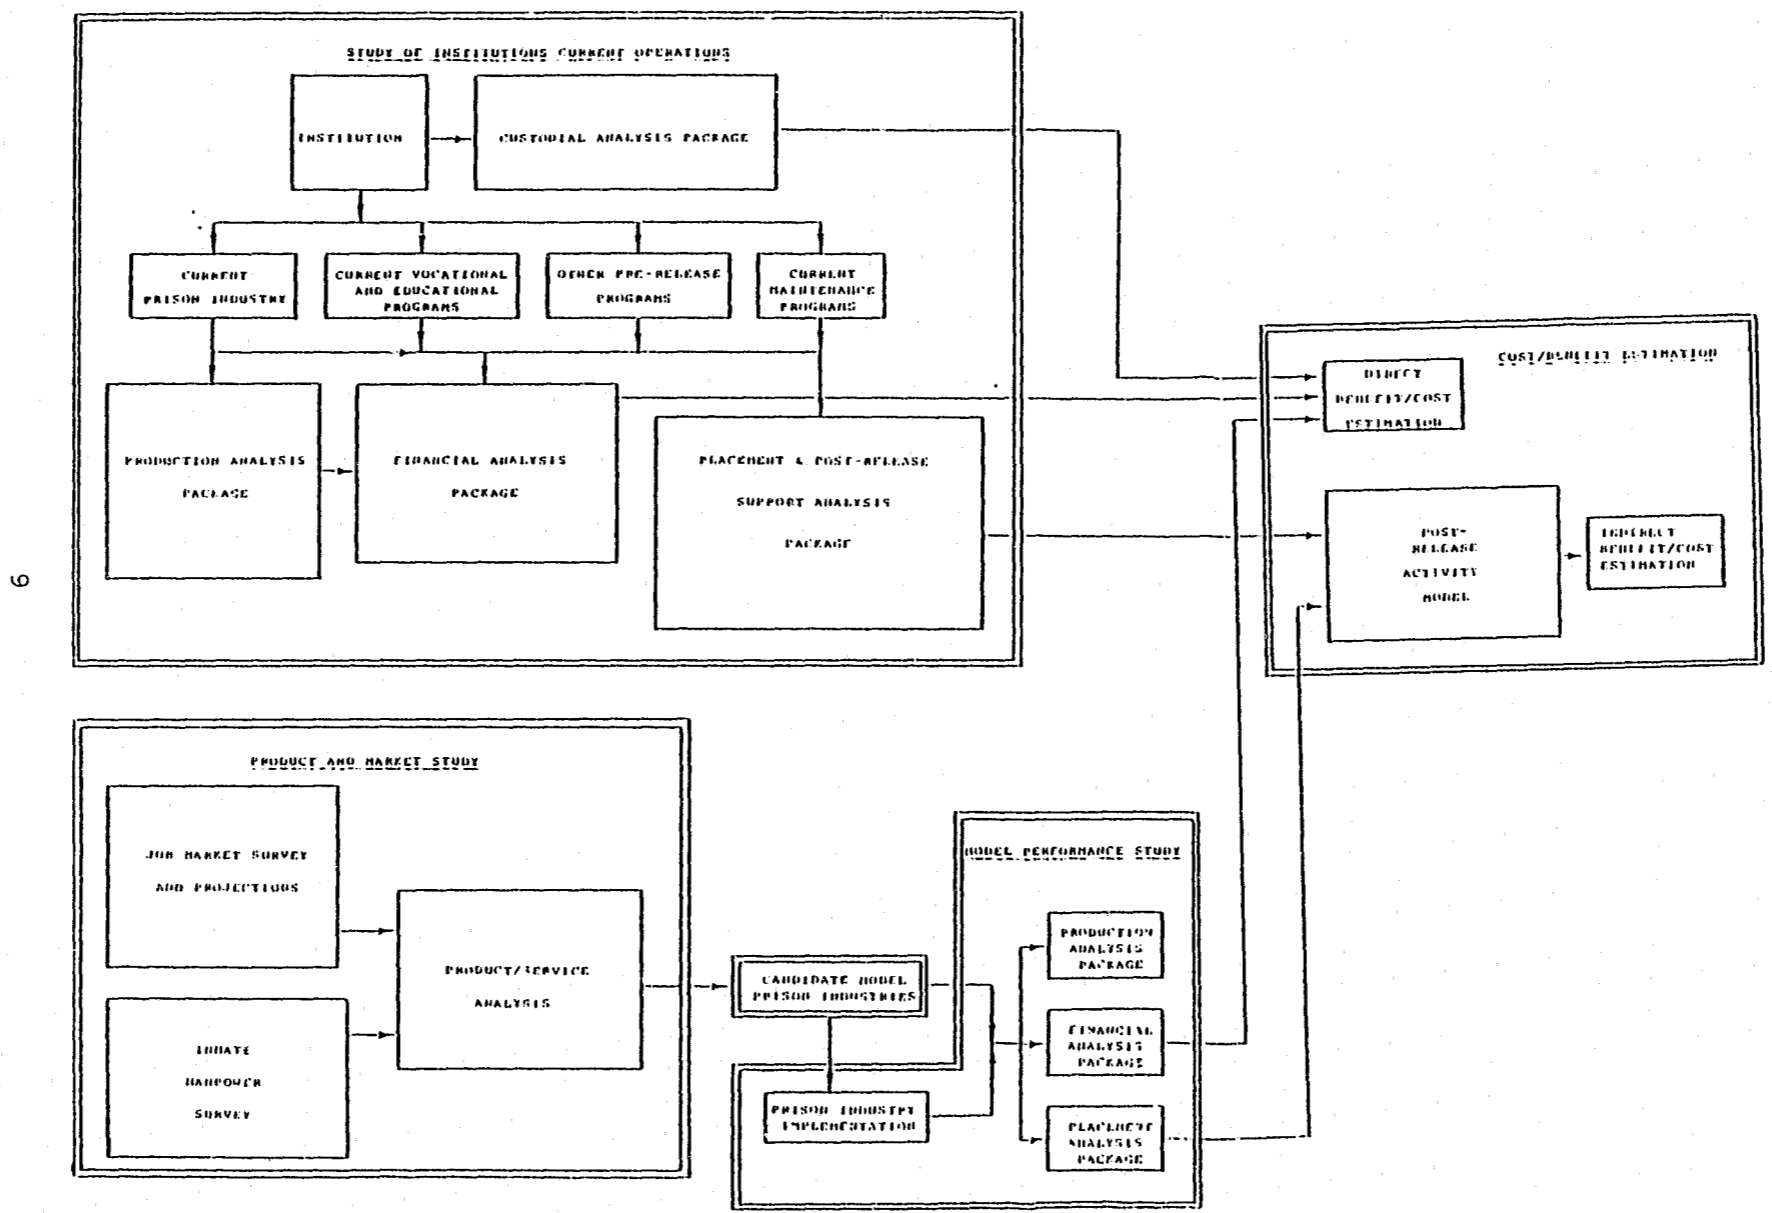 STUDY OF INSTITUTIONS CURRENT OPERATIONS
INSTITUTION
CUSTODIAL ANALYSIS PACKAGE
CURRENT
PRISON INDUSTRY
CURRENT VOCATIONAL
AND EDUCATIONAL
PROGRAMS
OTHER PRE-RELEASE
PROGRAMS
CURRENT
MAINTENANCE
PROGRAMS
PRODUCTION ANALYSIS
PACKAGE
FINANCIAL ANALYSIS
PACKAGE
PLACEMENT & POST-RELEASE
SUPPORT ANALYSIS
PACKAGE
COST/BENEFIT ESTIMATION
DIRECT
BENEFIT/COST
ESTIMATION
POST-
RELEASE
ACTIVITY
MODEL
INDIRECT
BENEFIT/COST
ESTIMATION
6
PRODUCT AND MARKET STUDY
JOB MARKET SURVEY
AND PROJECTIONS
INMATE
MANPOWER
SURVEY
PRODUCT/SERVICE
ANALYSIS
CANDIDATE MODEL
PRISON INDUSTRIES
MODEL PERFORMANCE STUDY
PRISON INDUSTRY
IMPLEMENTATION
PRODUCTION
ANALYSIS
PACKAGE
FINANCIAL
ANALYSIS
PACKAGE
PLACEMENT
ANALYSIS
PACKAGE